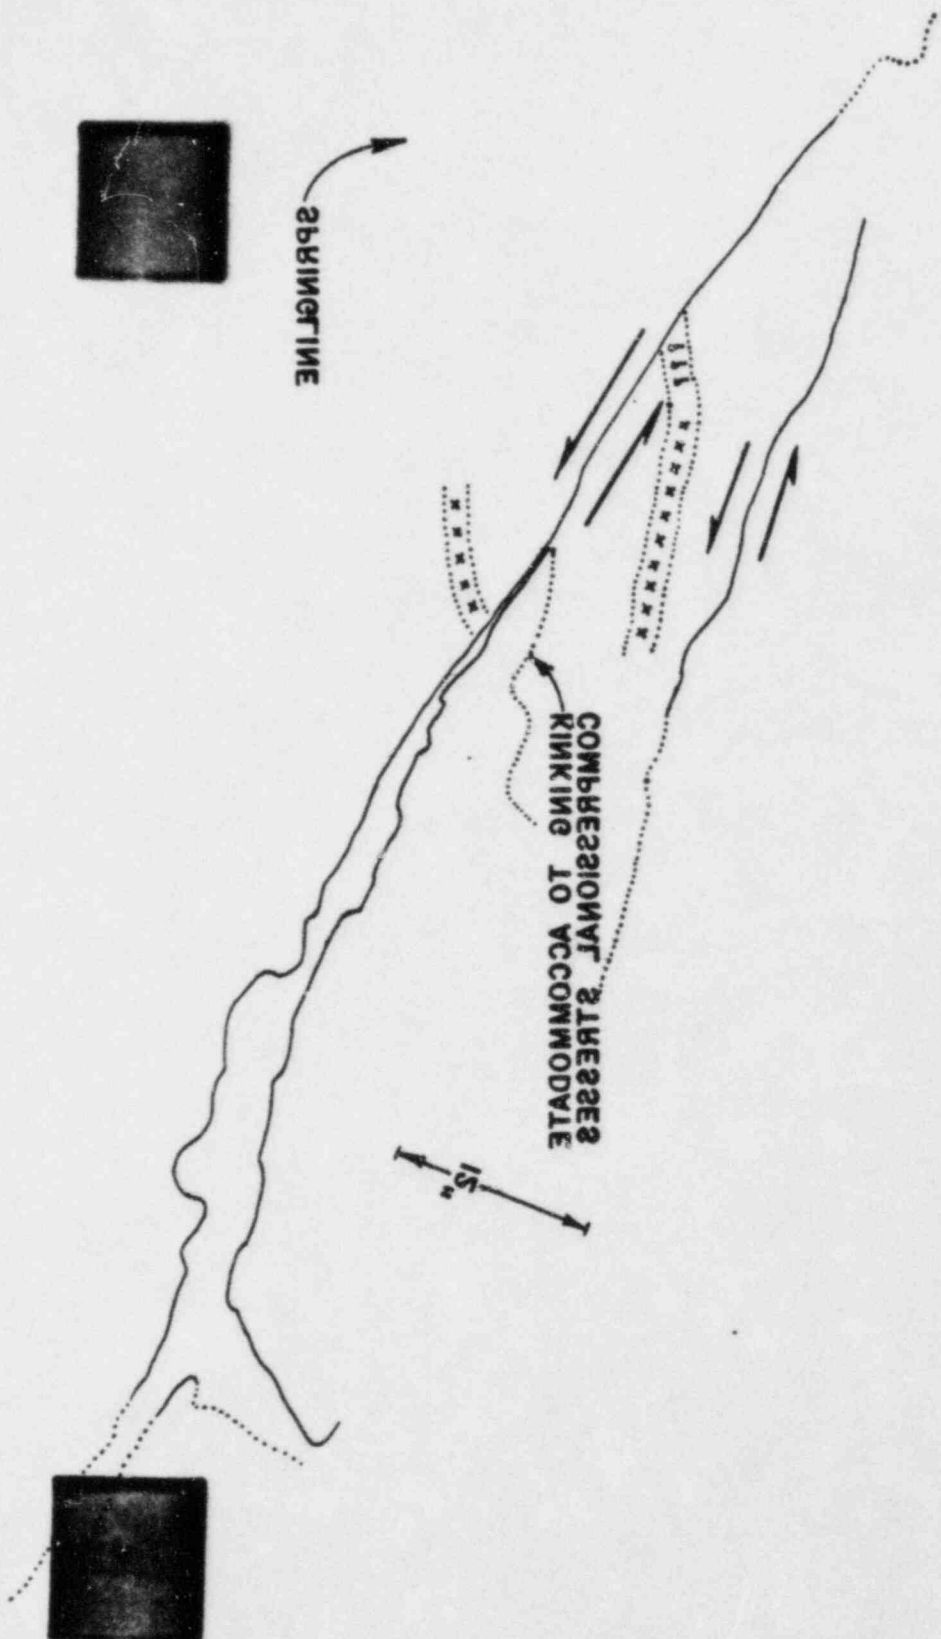 SPRINGLINE
???
KINKING TO ACCOMMODATE
COMPRESSIONAL STRESSES
12"